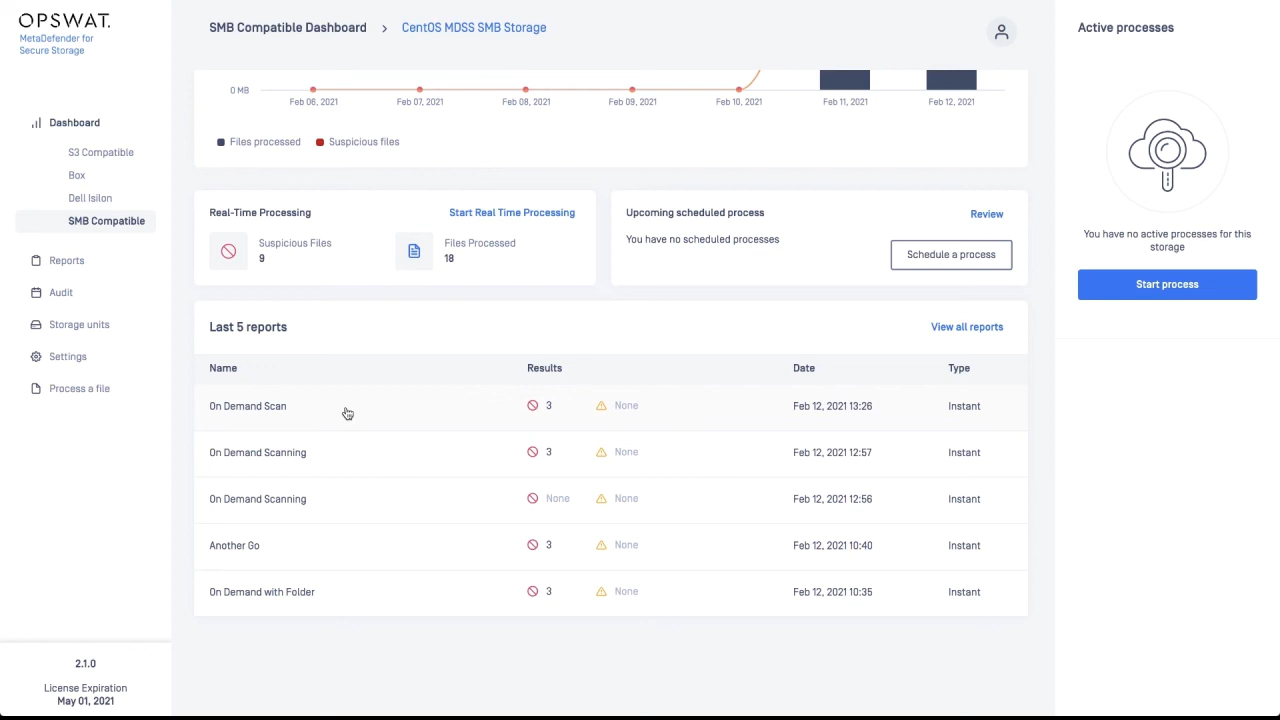 OPSWAT.
MetaDefender for
Secure Storage
Dashboard
S3 Compatible
Box
Dell Isilon
SMB Compatible
Reports
Audit
Storage units
Settings
Process a file
2.1.0
License Expiration
May 01, 2021
SMB Compatible Dashboard > CentOS MDSS SMB Storage
0 MB
Feb 06, 2021 Feb 07, 2021 Feb 08, 2021 Feb 09, 2021 Feb 10, 2021 Feb 11, 2021 Feb 12, 2021
Files processed Suspicious files
Real-Time Processing Start Real Time Processing
Suspicious Files
9
Files Processed
18
Upcoming scheduled process Review
You have no scheduled processes
Schedule a process
Last 5 reports View all reports
Name Results Date Type
On Demand Scan 3 None Feb 12, 2021 13:26 Instant
On Demand Scanning 3 None Feb 12, 2021 12:57 Instant
On Demand Scanning None None Feb 12, 2021 12:56 Instant
Another Go 3 None Feb 12, 2021 10:40 Instant
On Demand with Folder 3 None Feb 12, 2021 10:35 Instant
Active processes
You have no active processes for this
storage
Start process